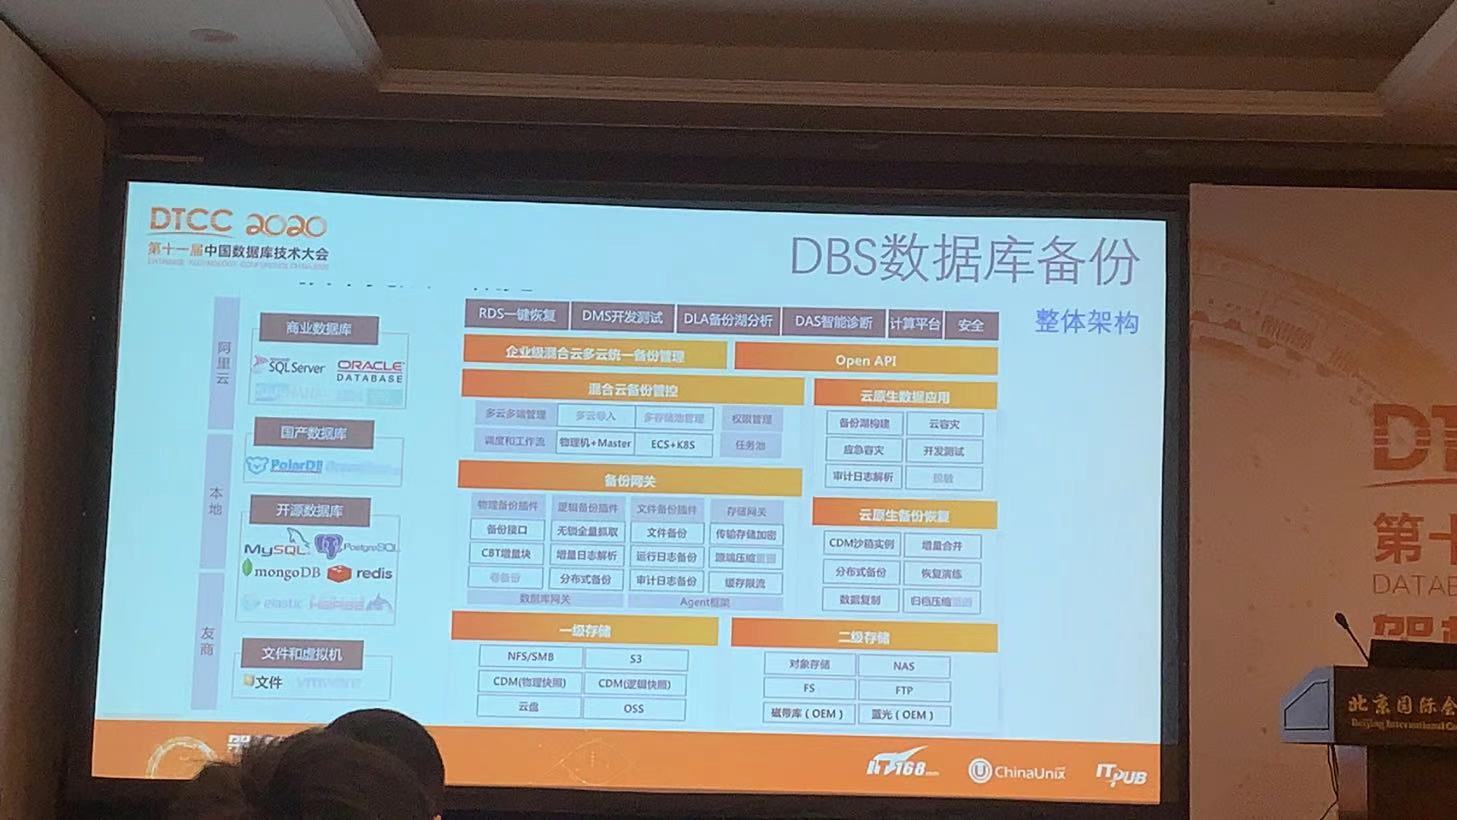 DTCC 2020
第十一届中国数据库技术大会
DATABASE TECHNOLOGY CONFERENCE CHINA 2020
DBS数据库备份
整体架构
阿里云
本地
友商
商业数据库
SQL Server
ORACLE
DATABASE
国产数据库
PolarDB
开源数据库
MySQL
PostgreSQL
mongoDB
redis
elastic
HBASE
文件和虚拟机
文件
vmware
RDS一键恢复
DMS开发测试
DLA备份湖分析
DAS智能诊断
计算平台
安全
企业级混合云多云统一备份管理
Open API
混合云备份管控
多云多端管理
多云导入
多存储池管理
权限管理
调度和工作流
物理机+Master
ECS+K8S
任务池
备份网关
物理备份插件
逻辑备份插件
文件备份插件
存储网关
备份接口
无锁全量抓取
文件备份
传输存储加密
CBT增量块
增量日志解析
运行日志备份
源端压缩重删
卷备份
分布式备份
审计日志备份
缓存限流
数据库网关
Agent框架
云原生数据应用
备份湖构建
云容灾
应急容灾
开发测试
审计日志解析
脱敏
云原生备份恢复
CDM沙箱实例
增量合并
分布式备份
恢复演练
数据复制
归档压缩
一级存储
NFS/SMB
S3
CDM(物理快照)
CDM(逻辑快照)
云盘
OSS
二级存储
对象存储
NAS
FS
FTP
磁带库（OEM）
蓝光（OEM）
IT168.com
ChinaUnix
ITPUB
DT
第十
DATAB
北京国际会
Beijing International Co